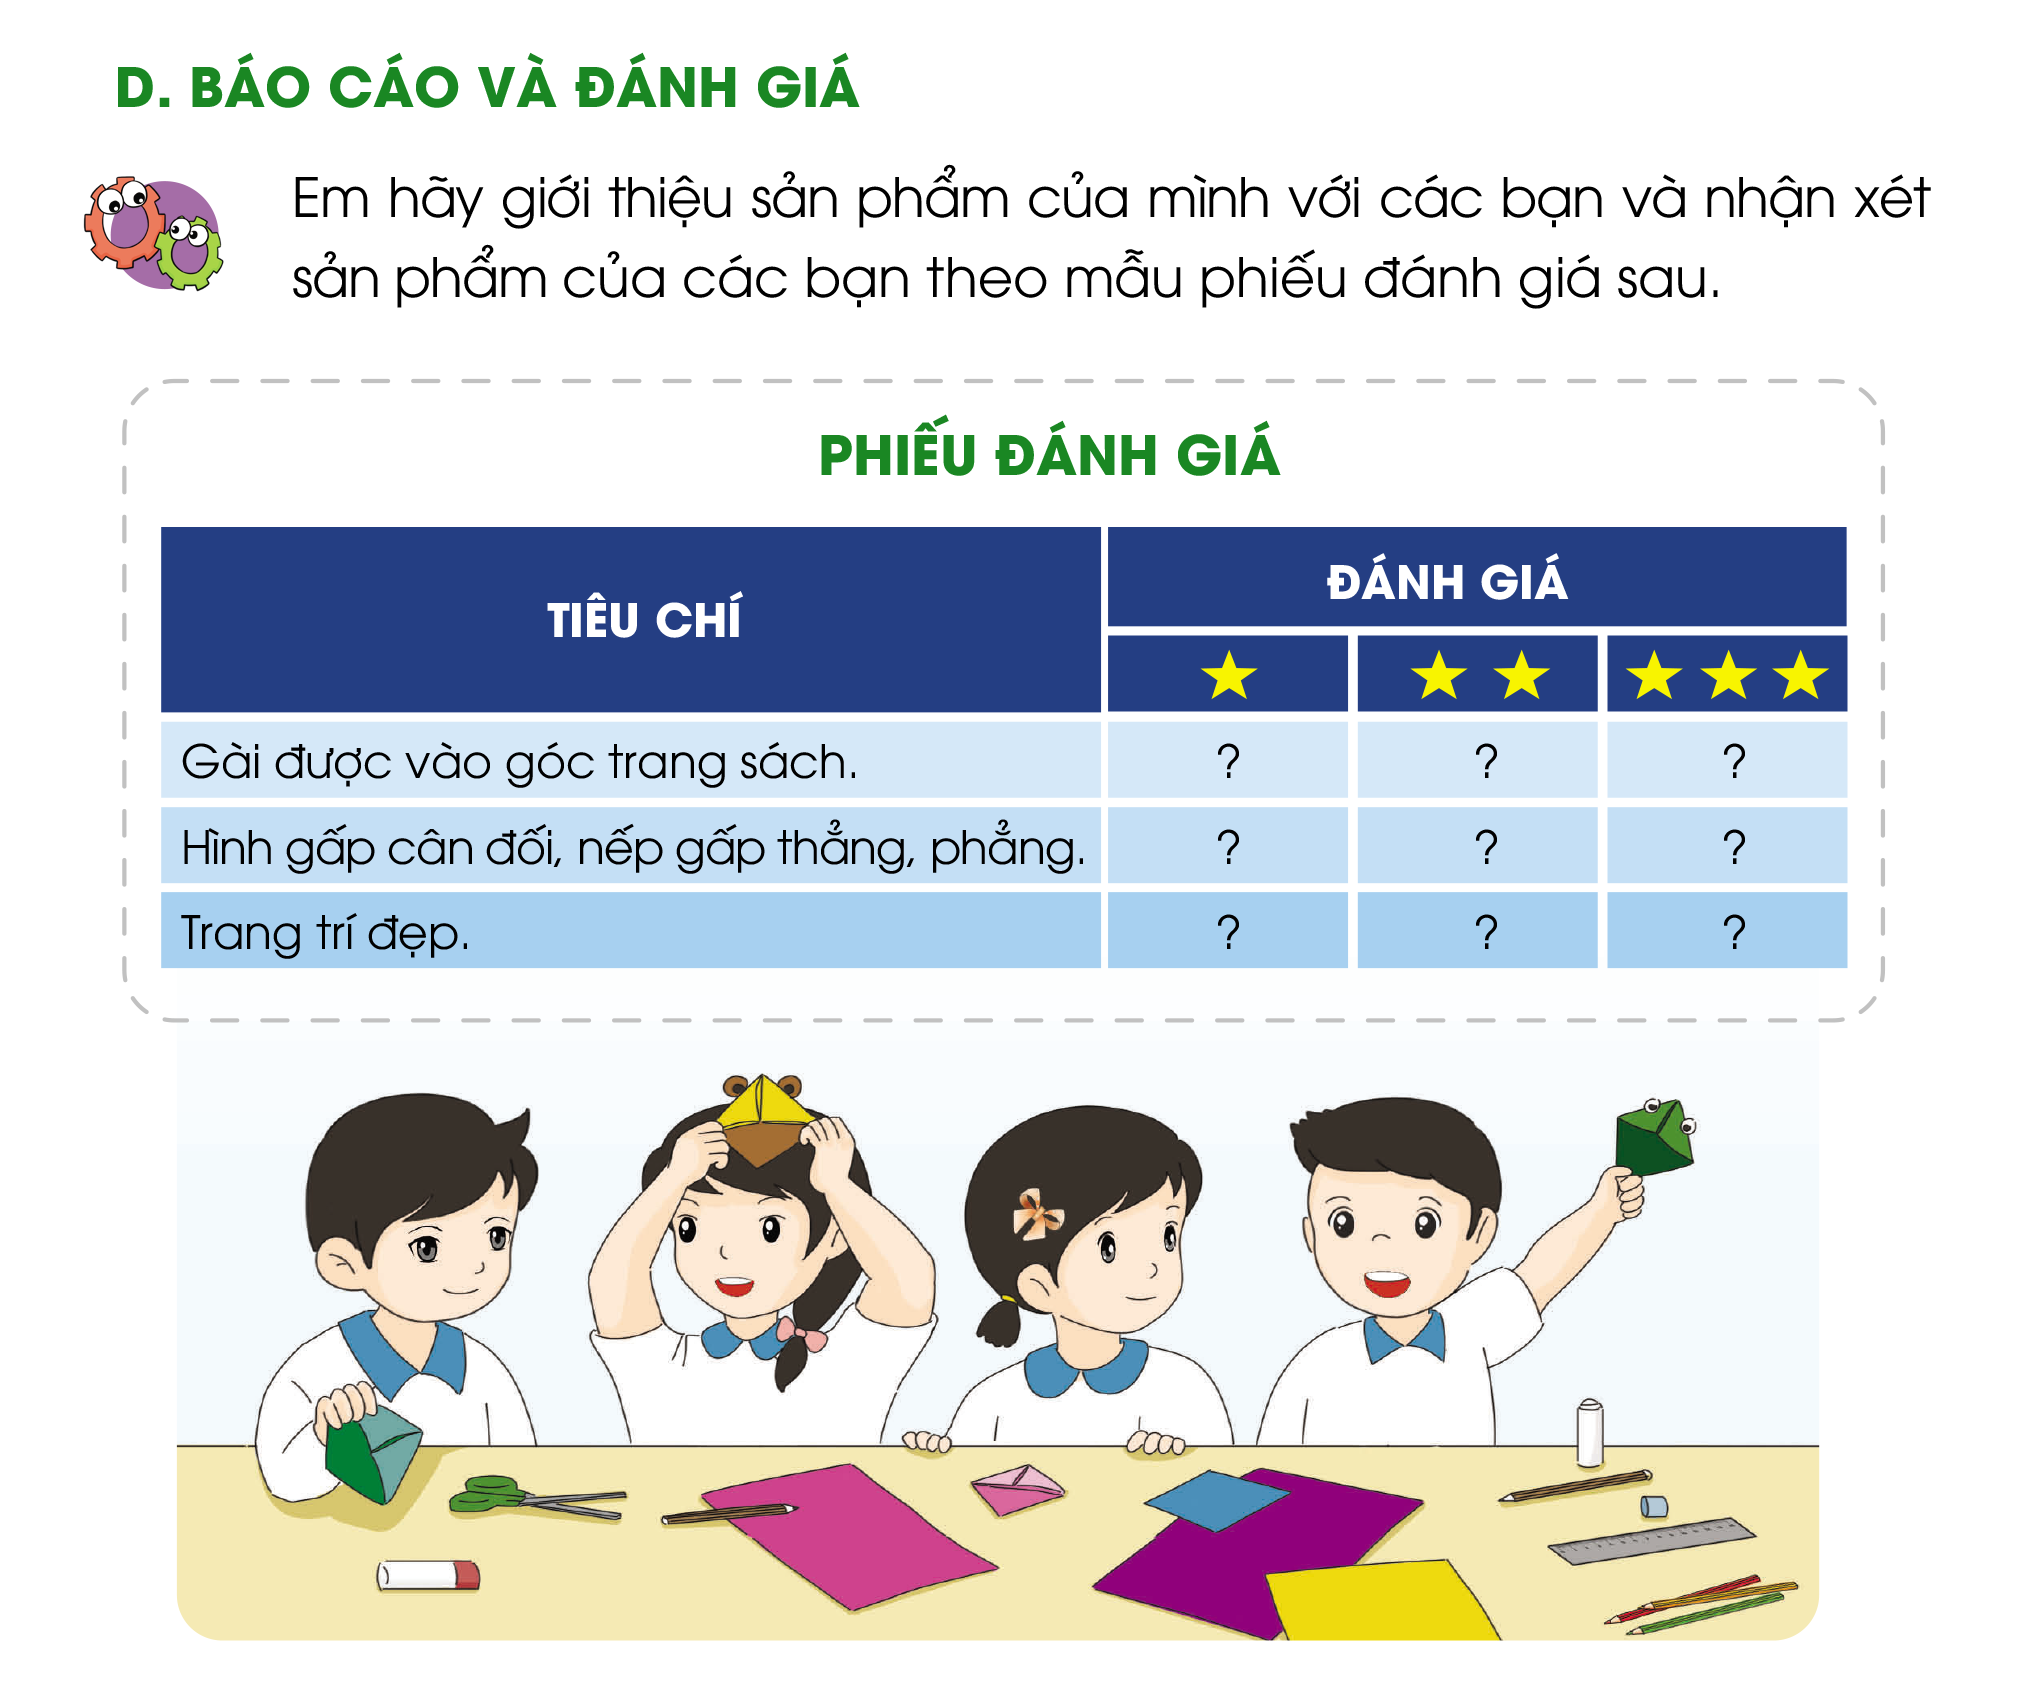 D. BÁO CÁO VÀ ĐÁNH GIÁ
Em hãy giới thiệu sản phẩm của mình với các bạn và nhận xét
sản phẩm của các bạn theo mẫu phiếu đánh giá sau.
PHIẾU ĐÁNH GIÁ
TIÊU CHÍ
ĐÁNH GIÁ
Gài được vào góc trang sách. ? ? ?
Hình gấp cân đối, nếp gấp thẳng, phẳng. ? ? ?
Trang trí đẹp. ? ? ?